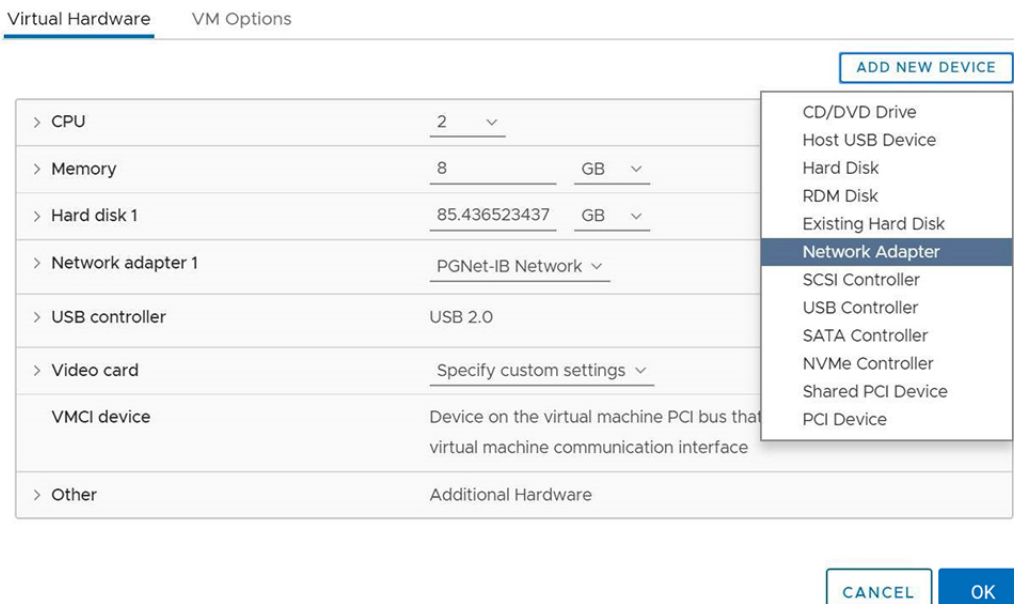 Virtual Hardware VM Options
ADD NEW DEVICE
CPU 2
Memory 8 GB
Hard disk 1 85.436523437 GB
Network adapter 1 PGNet-IB Network
USB controller USB 2.0
Video card Specify custom settings
VMCI device Device on the virtual machine PCI bus that
virtual machine communication interface
Other Additional Hardware
CD/DVD Drive
Host USB Device
Hard Disk
RDM Disk
Existing Hard Disk
Network Adapter
SCSI Controller
USB Controller
SATA Controller
NVMe Controller
Shared PCI Device
PCI Device
CANCEL OK